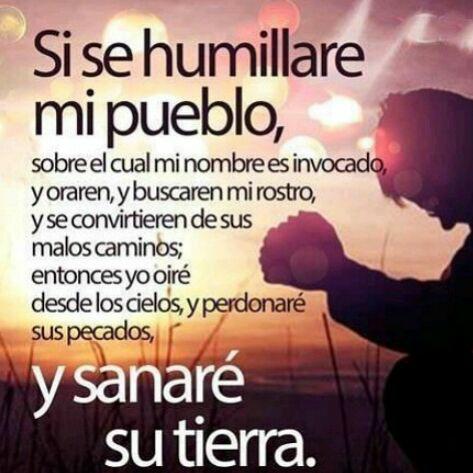 Si se humillare
mi pueblo,
sobre el cual mi nombre es invocado,
y oraren, y buscaren mi rostro,
y se convirtieren de sus
malos caminos;
entonces yo oiré
desde los cielos, y perdonaré
sus pecados,
y sanaré
su tierra.